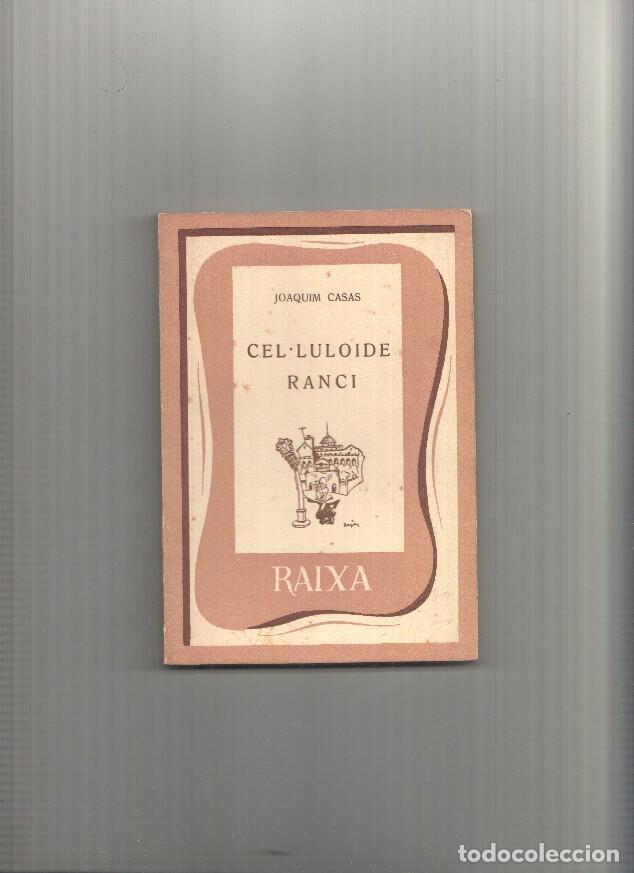 JOAQUIM CASAS
CEL·LULOIDE
RANCI
RAIXA
todocoleccion